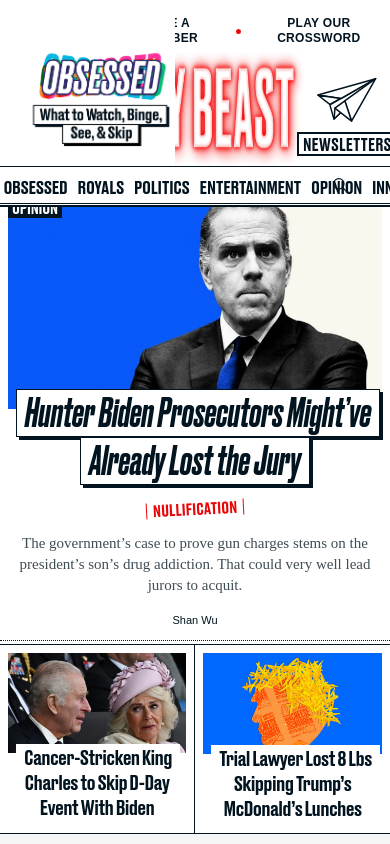 E A
BER
PLAY OUR
CROSSWORD
OBSESSED
What to Watch, Binge,
See, & Skip
Y BEAST
NEWSLETTERS
OBSESSED ROYALS POLITICS ENTERTAINMENT OPINION INN
OPINION
Hunter Biden Prosecutors Might’ve
Already Lost the Jury
NULLIFICATION
The government’s case to prove gun charges stems on the
president’s son’s drug addiction. That could very well lead
jurors to acquit.
Shan Wu
Cancer-Stricken King
Charles to Skip D-Day
Event With Biden
Trial Lawyer Lost 8 Lbs
Skipping Trump’s
McDonald’s Lunches